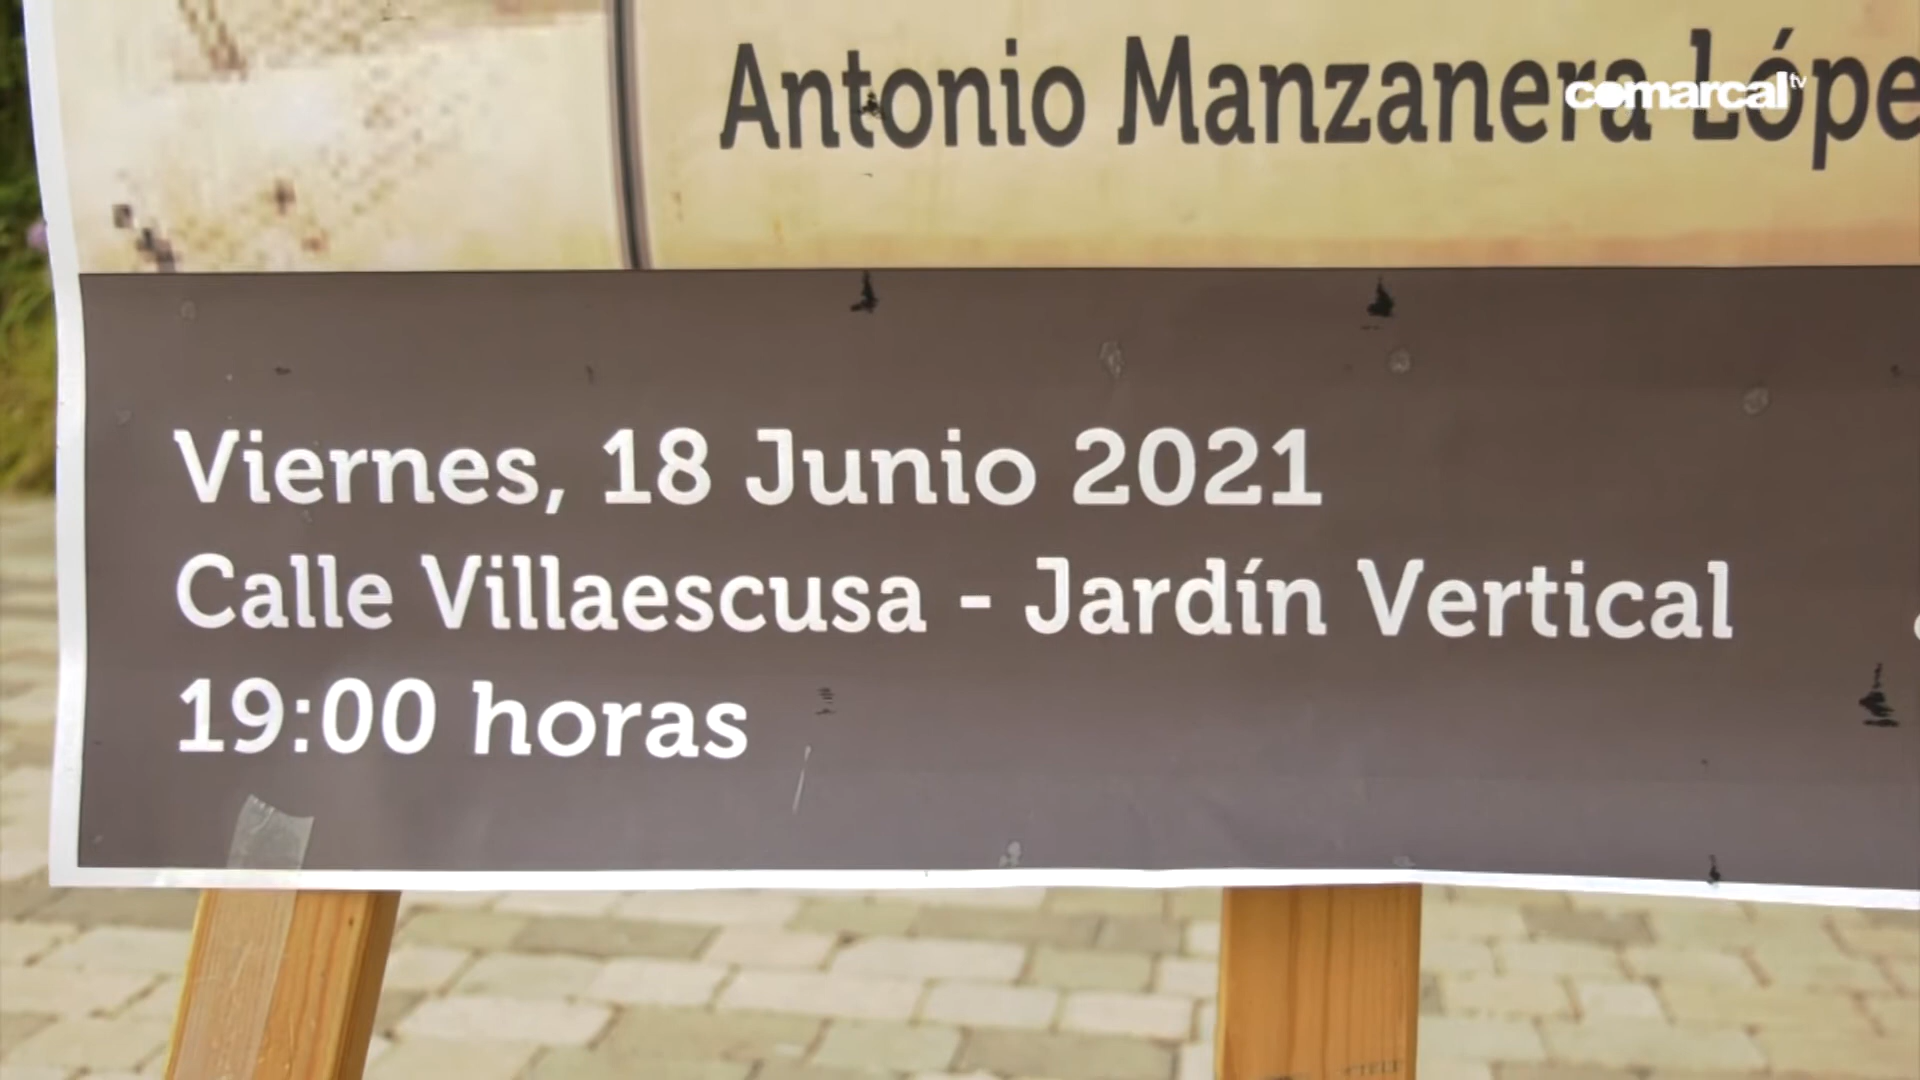 Antonio Manzanera Lópe
comarcal tv
Viernes, 18 Junio 2021
Calle Villaescusa - Jardín Vertical
19:00 horas